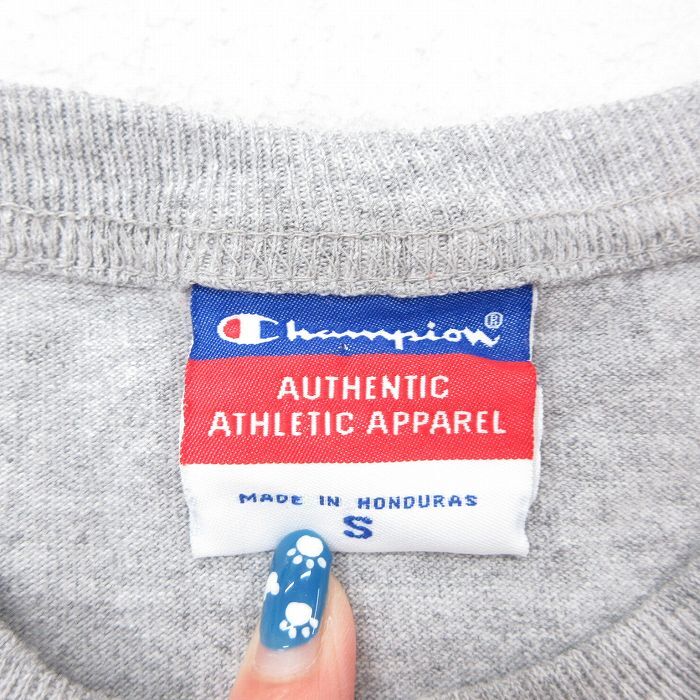 Champion®
AUTHENTIC
ATHLETIC APPAREL
MADE IN HONDURAS
S